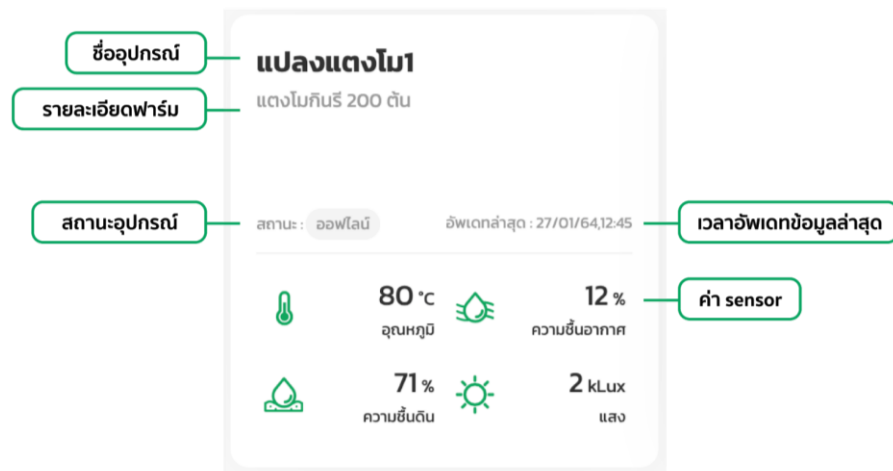 ชื่ออุปกรณ์
แปลงแตงโม1
รายละเอียดฟาร์ม
แตงโมกินรี 200 ต้น
สถานะอุปกรณ์
สถานะ : ออฟไลน์
อัพเดทล่าสุด : 27/01/64,12:45
เวลาอัพเดทข้อมูลล่าสุด
80 °C
อุณหภูมิ
12 %
ความชื้นอากาศ
ค่า sensor
71 %
ความชื้นดิน
2 kLux
แสง